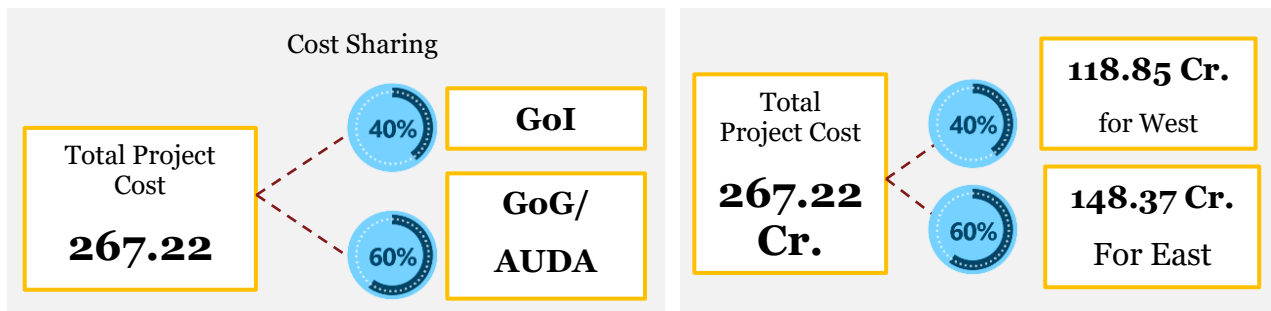 Cost Sharing
Total Project
Cost
267.22
40%
GoI
60%
GoG/
AUDA
Total
Project Cost
267.22
Cr.
40%
118.85 Cr.
for West
60%
148.37 Cr.
For East